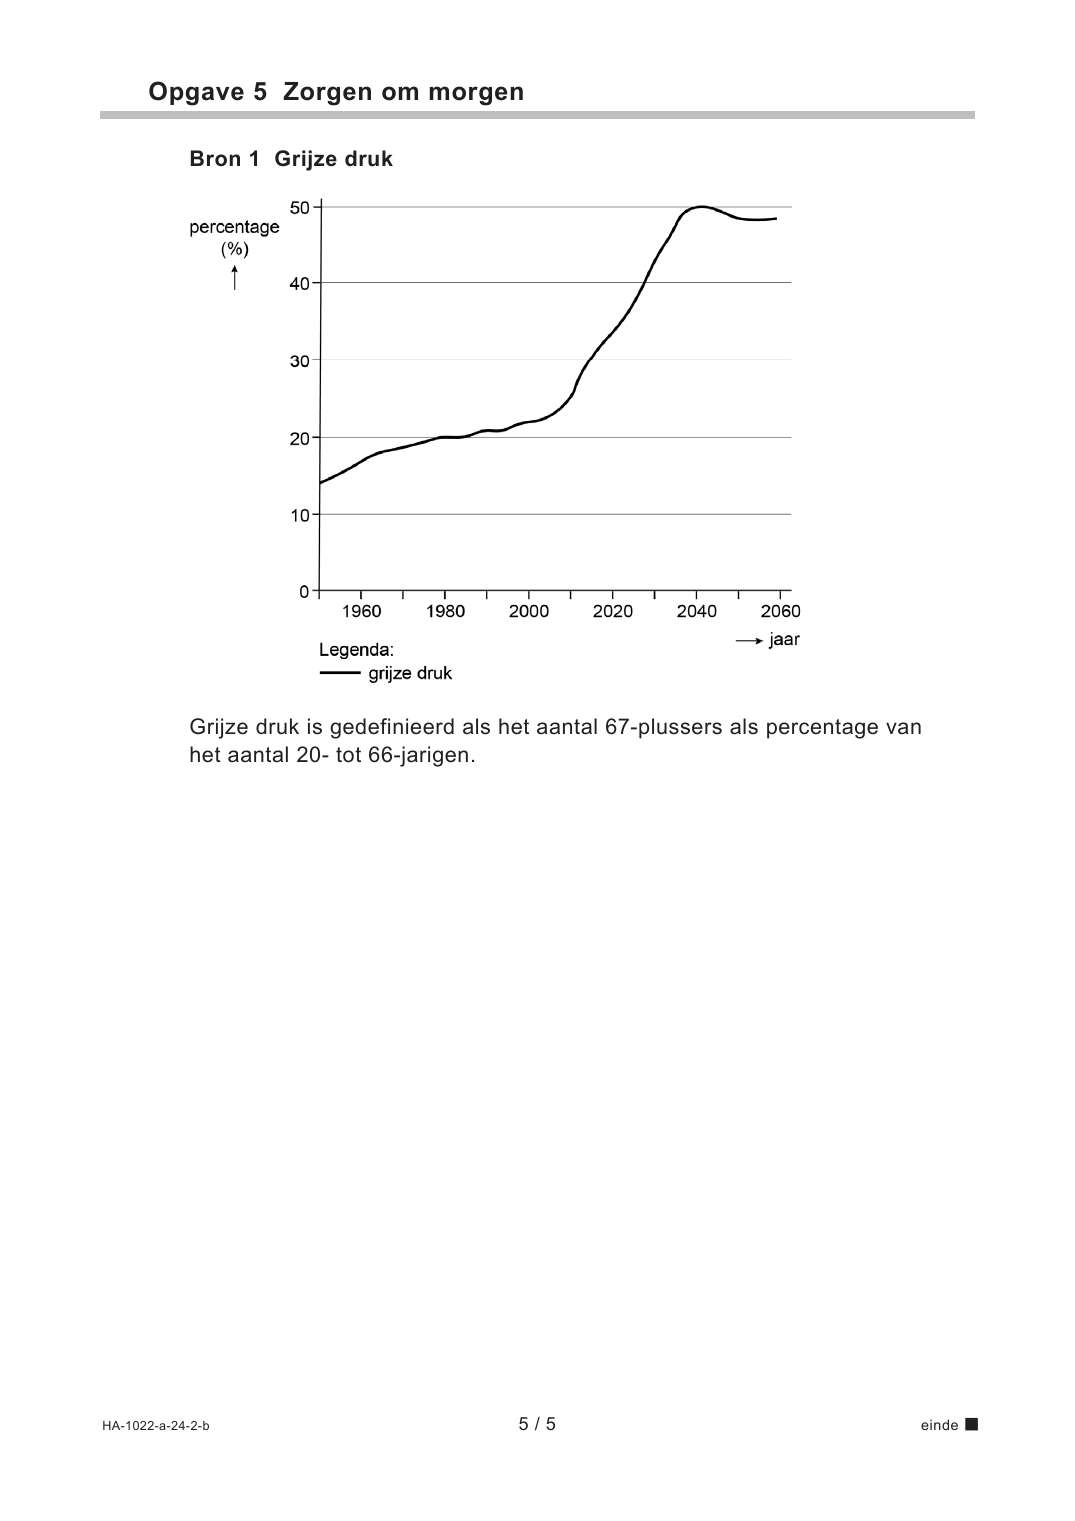 Opgave 5  Zorgen om morgen
Bron 1  Grijze druk
percentage
(%)
50
40
30
20
10
0
1960 1980 2000 2020 2040 2060
jaar
Legenda:
grijze druk
Grijze druk is gedefinieerd als het aantal 67-plussers als percentage van
het aantal 20- tot 66-jarigen.
HA-1022-a-24-2-b 5 / 5 einde